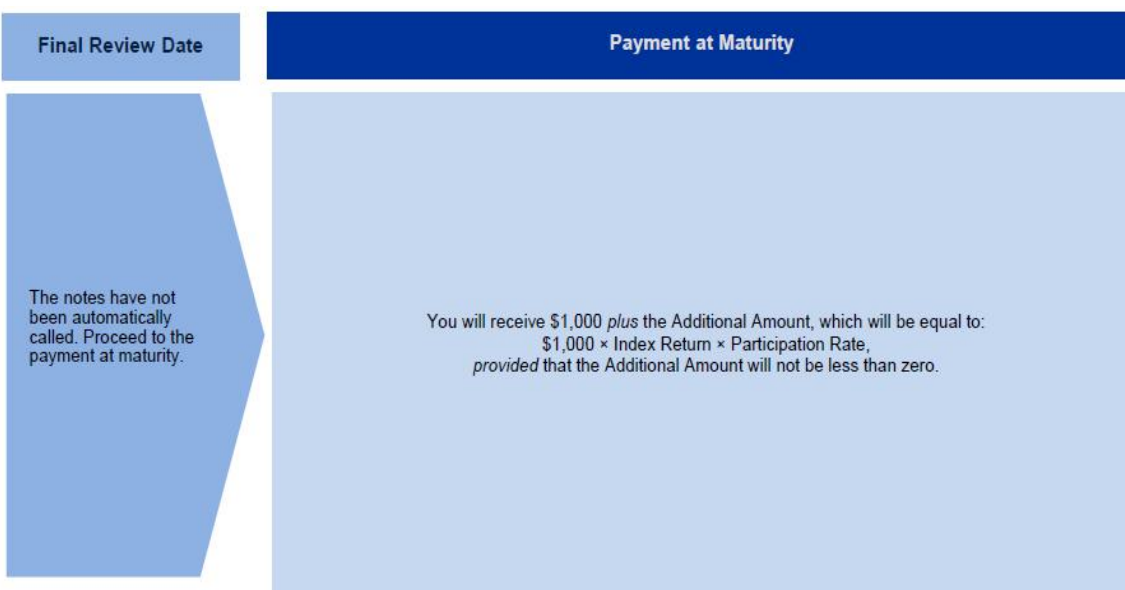 Final Review Date
Payment at Maturity
The notes have not
been automatically
called. Proceed to the
payment at maturity.
You will receive $1,000 plus the Additional Amount, which will be equal to:
$1,000 × Index Return × Participation Rate,
provided that the Additional Amount will not be less than zero.